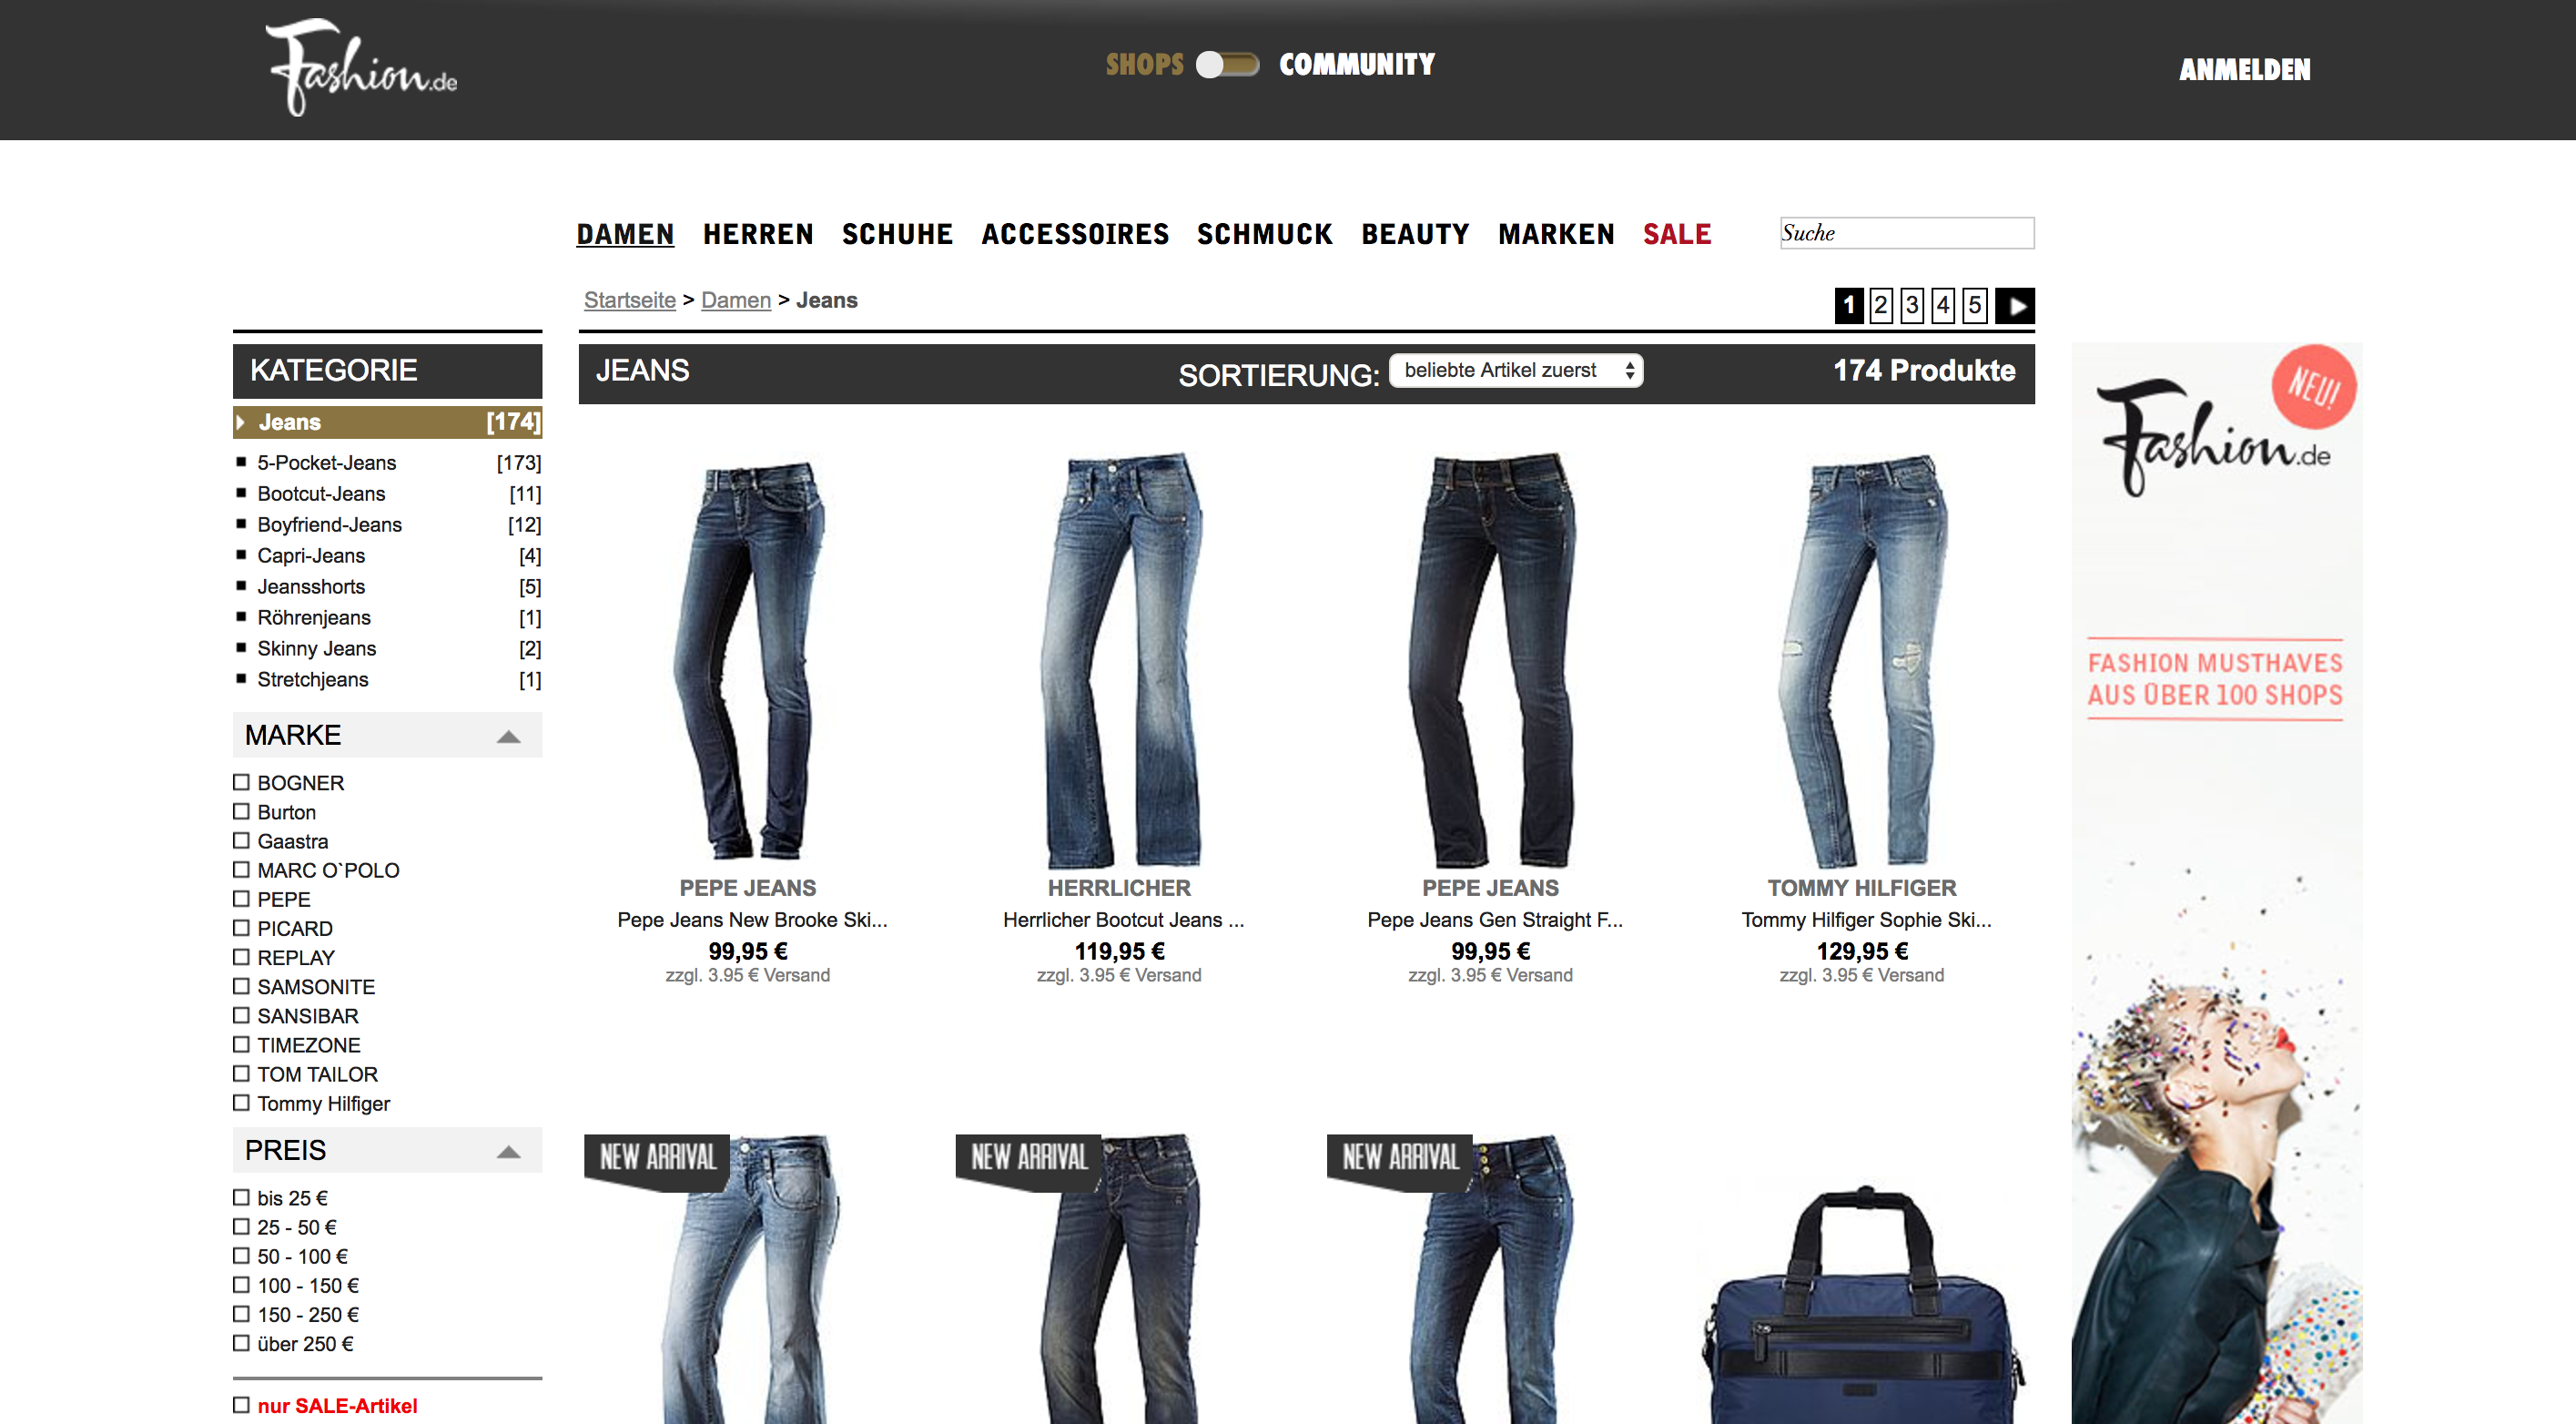 Fashion.de
SHOPS COMMUNITY
ANMELDEN
DAMEN HERREN SCHUHE ACCESSOIRES SCHMUCK BEAUTY MARKEN SALE
Suche
Startseite > Damen > Jeans
1 2 3 4 5
KATEGORIE
Jeans [174]
5-Pocket-Jeans [173]
Bootcut-Jeans [11]
Boyfriend-Jeans [12]
Capri-Jeans [4]
Jeansshorts [5]
Röhrenjeans [1]
Skinny Jeans [2]
Stretchjeans [1]
MARKE
BOGNER
Burton
Gaastra
MARC O`POLO
PEPE
PICARD
REPLAY
SAMSONITE
SANSIBAR
TIMEZONE
TOM TAILOR
Tommy Hilfiger
PREIS
bis 25 €
25 - 50 €
50 - 100 €
100 - 150 €
150 - 250 €
über 250 €
nur SALE-Artikel
JEANS
SORTIERUNG: beliebte Artikel zuerst
174 Produkte
PEPE JEANS
Pepe Jeans New Brooke Ski...
99,95 €
zzgl. 3.95 € Versand
HERRLICHER
Herrlicher Bootcut Jeans ...
119,95 €
zzgl. 3.95 € Versand
PEPE JEANS
Pepe Jeans Gen Straight F...
99,95 €
zzgl. 3.95 € Versand
TOMMY HILFIGER
Tommy Hilfiger Sophie Ski...
129,95 €
zzgl. 3.95 € Versand
NEW ARRIVAL
NEW ARRIVAL
NEW ARRIVAL
NEU!
Fashion.de
FASHION MUSTHAVES
AUS ÜBER 100 SHOPS